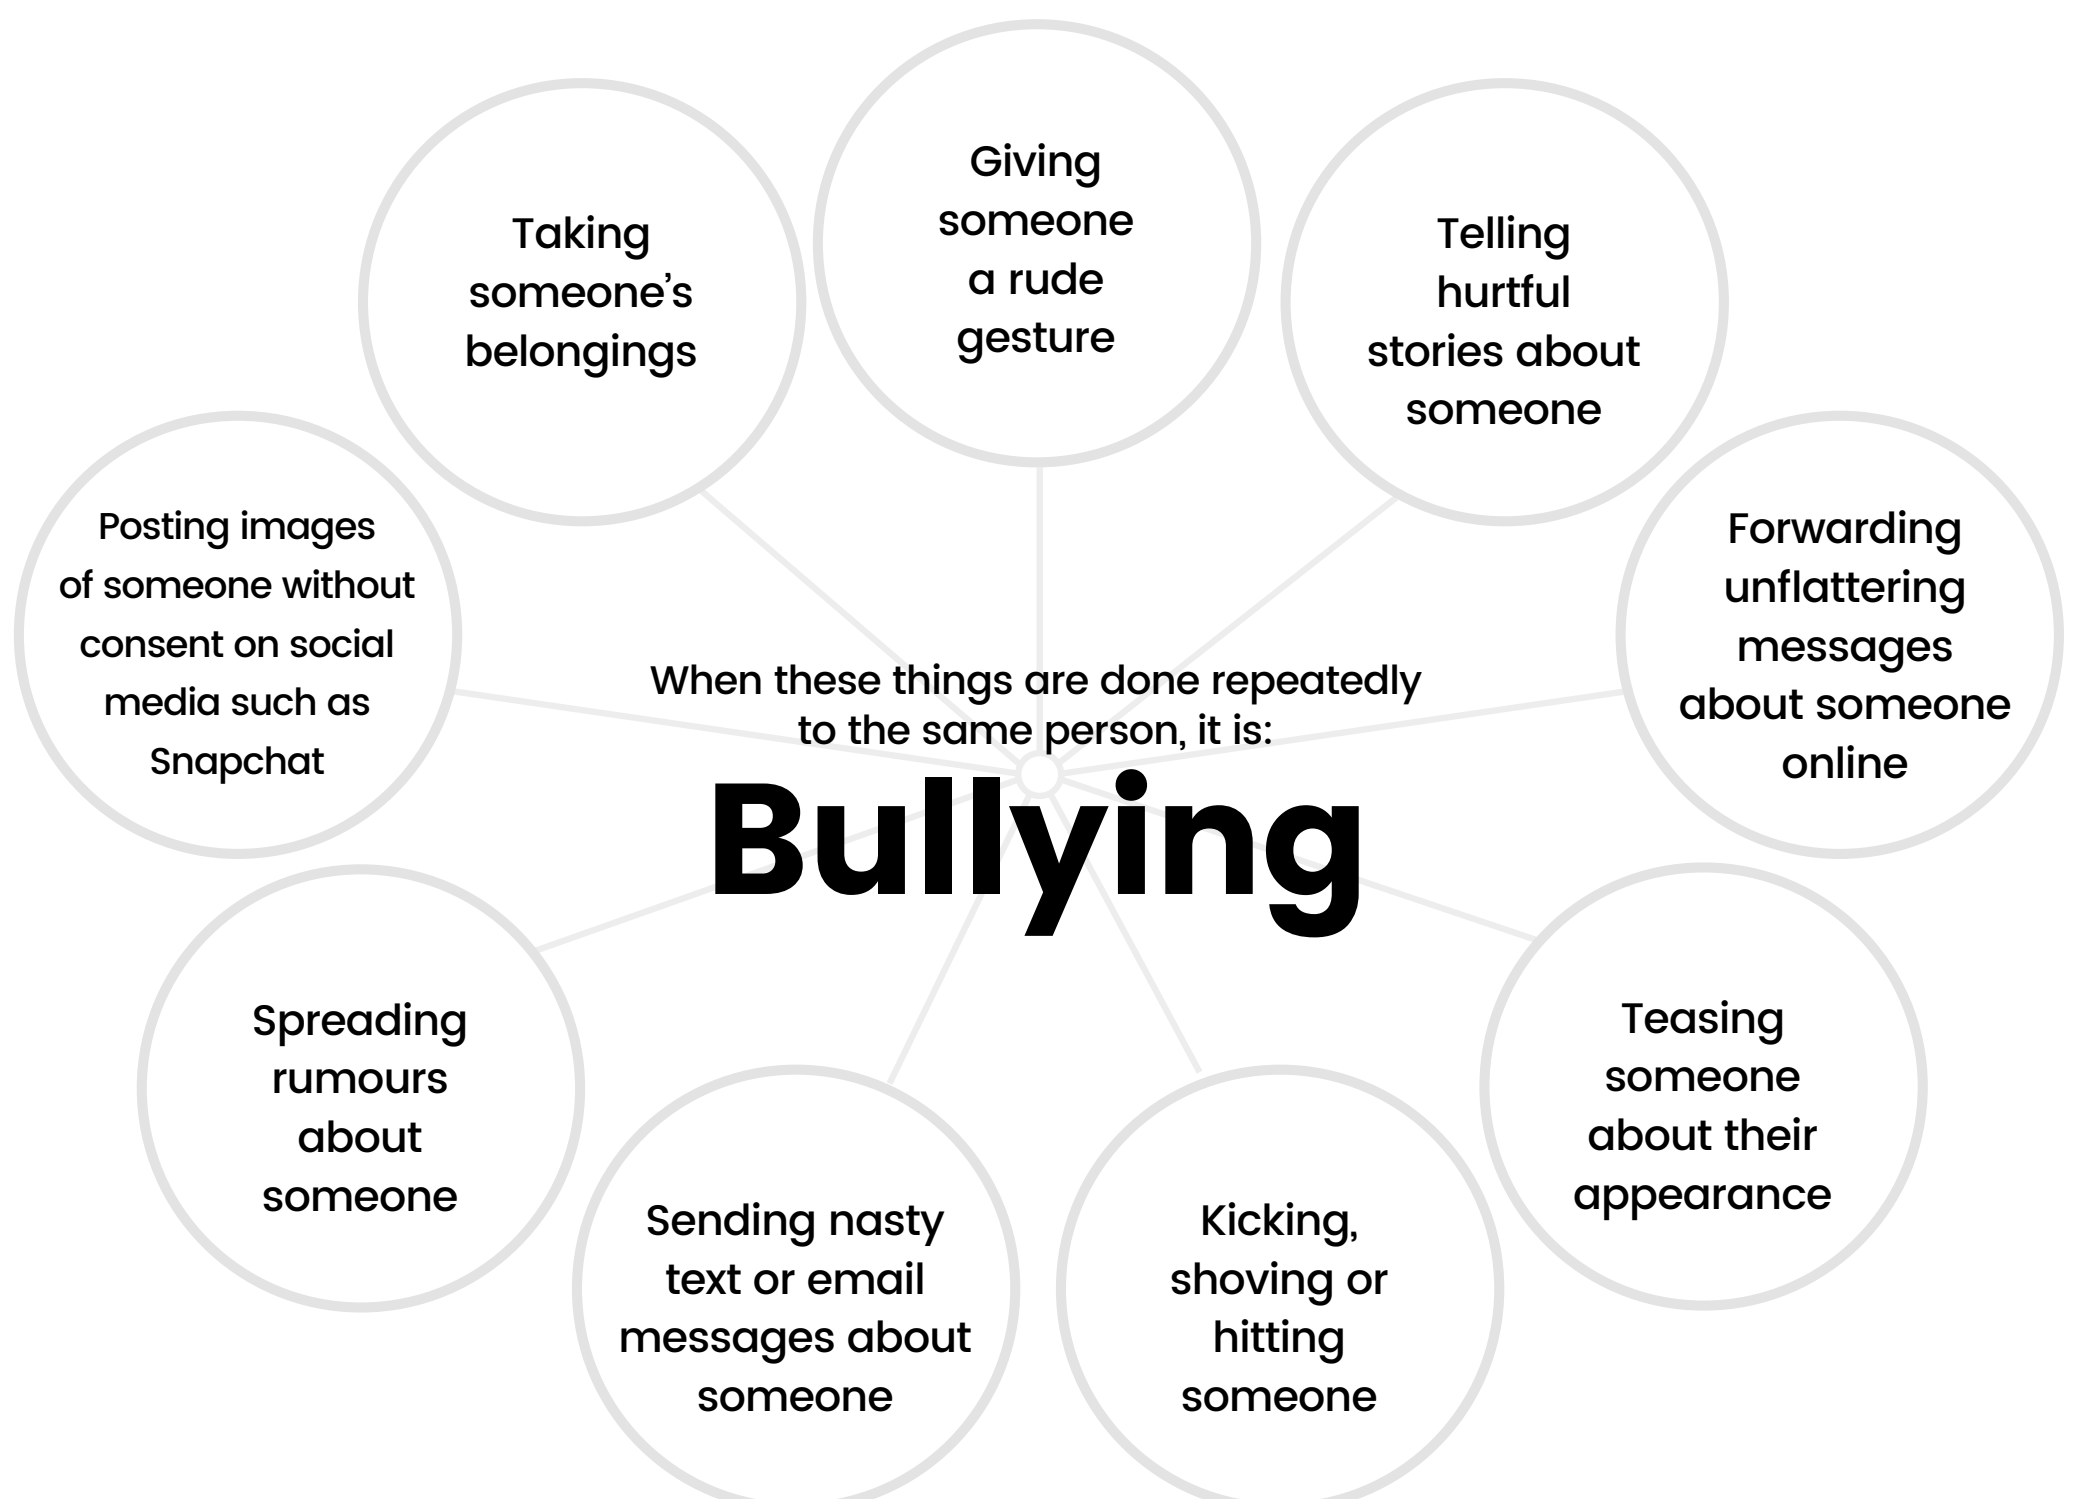 Giving
someone
a rude
gesture
Taking
someone’s
belongings
Telling
hurtful
stories about
someone
Posting images
of someone without
consent on social
media such as
Snapchat
Forwarding
unflattering
messages
about someone
online
When these things are done repeatedly
to the same person, it is:
Bullying
Spreading
rumours
about
someone
Teasing
someone
about their
appearance
Sending nasty
text or email
messages about
someone
Kicking,
shoving or
hitting
someone